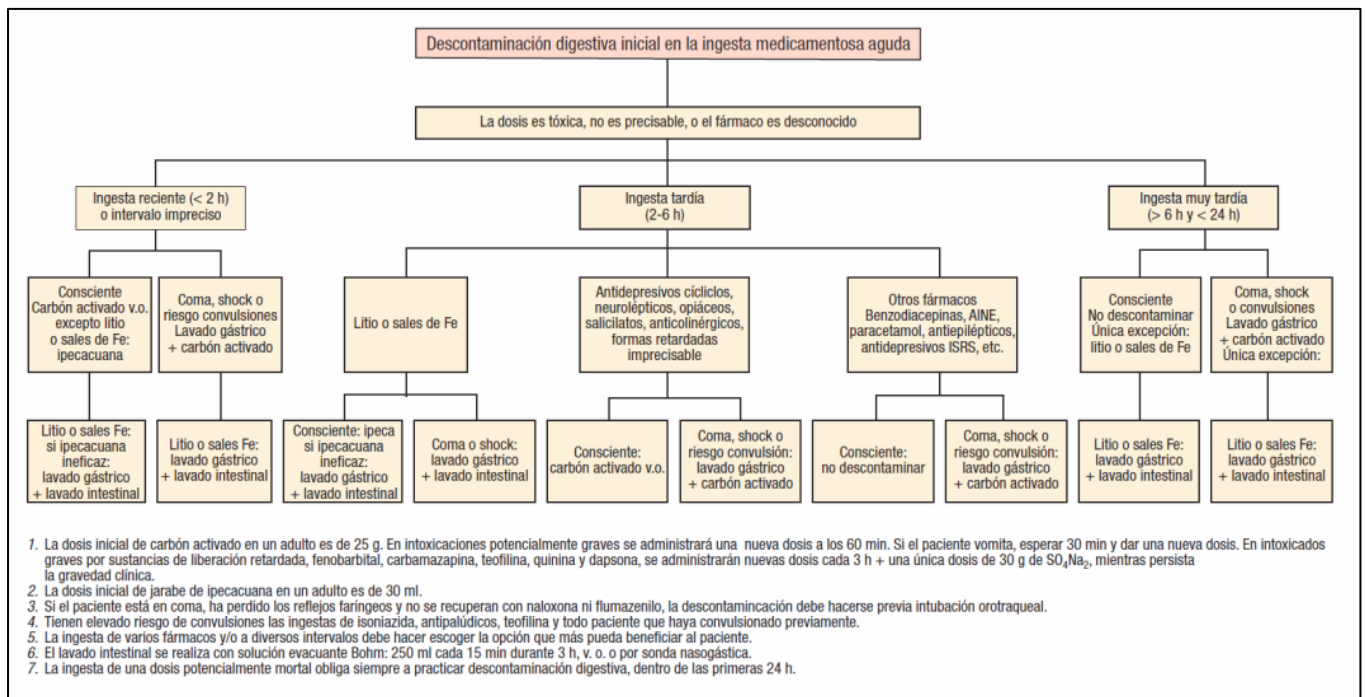 Descontaminación digestiva inicial en la ingesta medicamentosa aguda
La dosis es tóxica, no es precisable, o el fármaco es desconocido
Ingesta reciente (< 2 h)
o intervalo impreciso
Ingesta tardía
(2-6 h)
Ingesta muy tardía
(> 6 h y < 24 h)
Consciente
Carbón activado v.o.
excepto litio
o sales de Fe:
ipecacuana
Coma, shock o
riesgo convulsiones
Lavado gástrico
+ carbón activado
Litio o sales de Fe
Antidepresivos cíclilos,
neurolépticos, opiáceos,
salicilatos, anticolinérgicos,
formas retardadas
imprecisable
Otros fármacos
Benzodiacepinas, AINE,
paracetamol, antiepilépticos,
antidepresivos ISRS, etc.
Consciente
No descontaminar
Única excepción:
litio o sales de Fe
Coma, shock
o convulsiones
Lavado gástrico
+ carbón activado
Única excepción:
Litio o sales Fe:
si ipecacuana
ineficaz:
lavado gástrico
+ lavado intestinal
Litio o sales Fe:
lavado gástrico
+ lavado intestinal
Consciente: ipeca
si ipecacuana
ineficaz:
lavado gástrico
+ lavado intestinal
Coma o shock:
lavado gástrico
+ lavado intestinal
Consciente:
carbón activado v.o.
Coma, shock o
riesgo convulsión:
lavado gástrico
+ carbón activado
Consciente:
no descontaminar
Coma, shock o
riesgo convulsión:
lavado gástrico
+ carbón activado
Litio o sales Fe:
lavado gástrico
+ lavado intestinal
Litio o sales Fe:
lavado gástrico
+ lavado intestinal
1. La dosis inicial de carbón activado en un adulto es de 25 g. En intoxicaciones potencialmente graves se administrará una nueva dosis a los 60 min. Si el paciente vomita, esperar 30 min y dar una nueva dosis. En intoxicados
graves por sustancias de liberación retardada, fenobarbital, carbamazapina, teofilina, quinina y dapsona, se administrarán nuevas dosis cada 3 h + una única dosis de 30 g de SO₄Na₂, mientras persista
la gravedad clínica.
2. La dosis inicial de jarabe de ipecacuana en un adulto es de 30 ml.
3. Si el paciente está en coma, ha perdido los reflejos faríngeos y no se recuperan con naloxona ni flumazenilo, la descontamincación debe hacerse previa intubación orotraqueal.
4. Tienen elevado riesgo de convulsiones las ingestas de isoniazida, antipalúdicos, teofilina y todo paciente que haya convulsionado previamente.
5. La ingesta de varios fármacos y/o a diversos intervalos debe hacer escoger la opción que más pueda beneficiar al paciente.
6. El lavado intestinal se realiza con solución evacuante Bohm: 250 ml cada 15 min durante 3 h, v. o. o por sonda nasogástica.
7. La ingesta de una dosis potencialmente mortal obliga siempre a practicar descontaminación digestiva, dentro de las primeras 24 h.